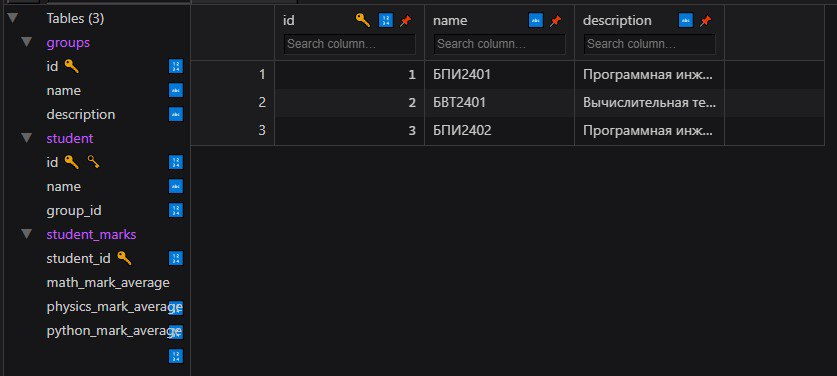 Tables (3)
groups
id
name
description
student
id
name
group_id
student_marks
student_id
math_mark_average
physics_mark_average
python_mark_average
id name description
Search column... Search column... Search column...
1 1 БПИ2401 Программная инж...
2 2 БВТ2401 Вычислительная те...
3 3 БПИ2402 Программная инж...